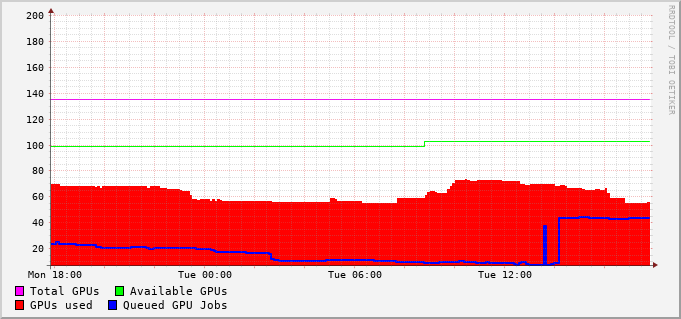 200
180
160
140
120
100
80
60
40
20
Mon 18:00 Tue 00:00 Tue 06:00 Tue 12:00
Total GPUs Available GPUs
GPUs used Queued GPU Jobs
RRDTOOL / TOBI OETIKER